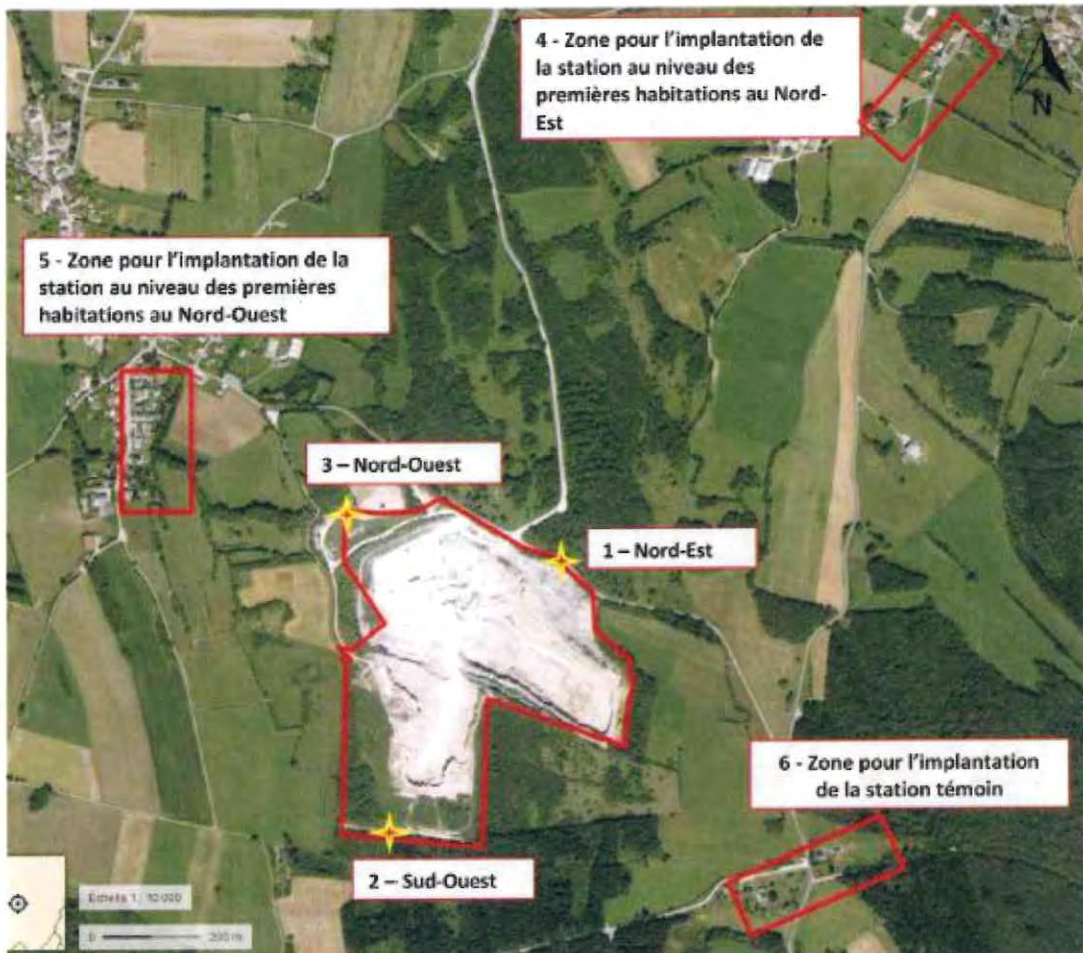 4 - Zone pour l'implantation de
la station au niveau des
premières habitations au Nord-
Est
N
5 - Zone pour l'implantation de la
station au niveau des premières
habitations au Nord-Ouest
3 – Nord-Ouest
1 – Nord-Est
6 - Zone pour l'implantation
de la station témoin
2 – Sud-Ouest
Echelle 1 : 10 000
0
200 m